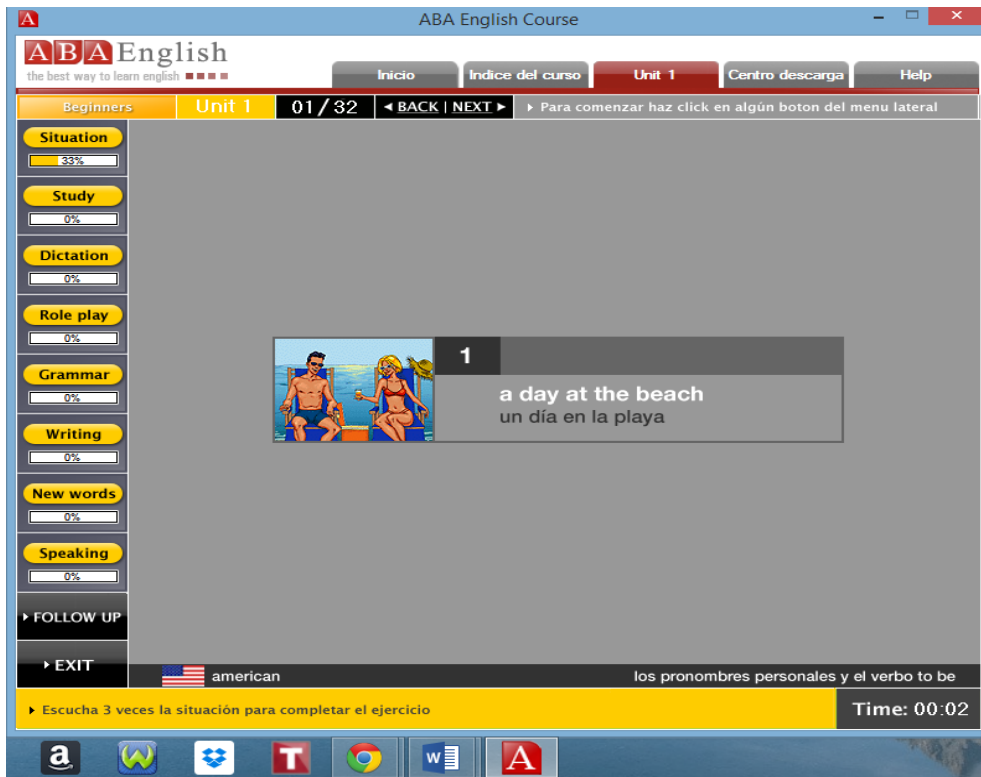 A
ABA English Course
ABA English
the best way to learn english
Inicio
Indice del curso
Unit 1
Centro descarga
Help
Beginners
Unit 1
01/32
◄ BACK | NEXT ►
Para comenzar haz click en algún boton del menu lateral
Situation
33%
Study
0%
Dictation
0%
Role play
0%
Grammar
0%
Writing
0%
New words
0%
Speaking
0%
FOLLOW UP
EXIT
1
a day at the beach
un día en la playa
american
los pronombres personales y el verbo to be
Escucha 3 veces la situación para completar el ejercicio
Time: 00:02
a
W
T
W
A